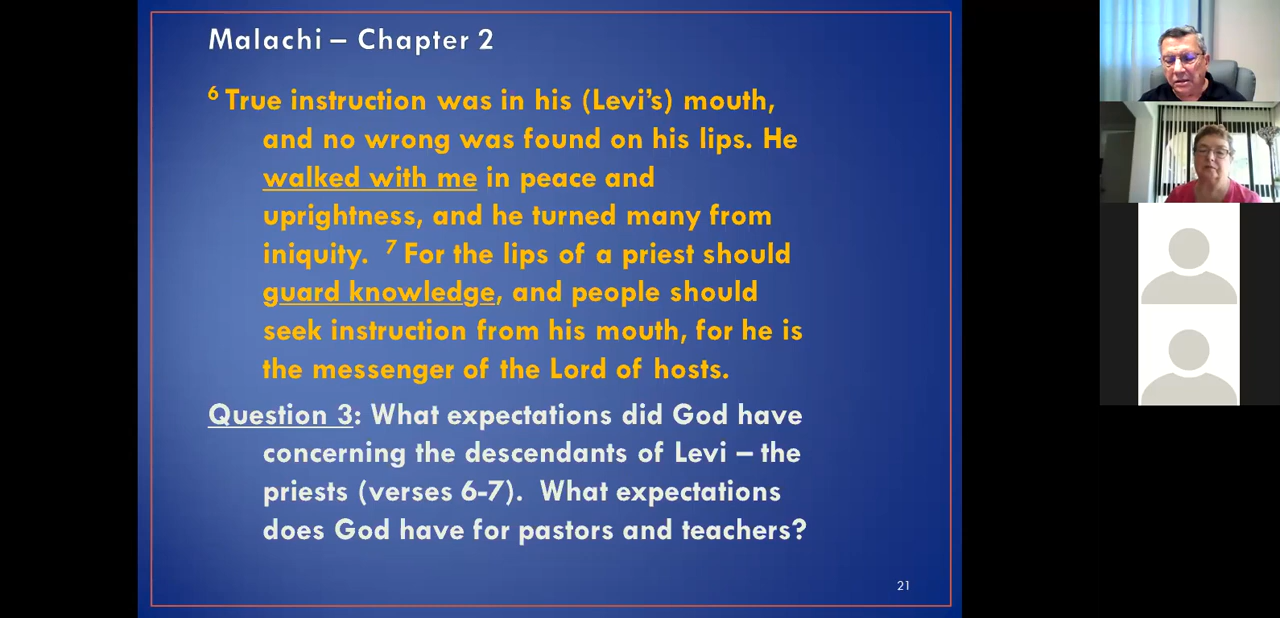 Malachi – Chapter 2
6 True instruction was in his (Levi's) mouth,
and no wrong was found on his lips. He
walked with me in peace and
uprightness, and he turned many from
iniquity. 7 For the lips of a priest should
guard knowledge, and people should
seek instruction from his mouth, for he is
the messenger of the Lord of hosts.
Question 3: What expectations did God have
concerning the descendants of Levi – the
priests (verses 6-7). What expectations
does God have for pastors and teachers?
21